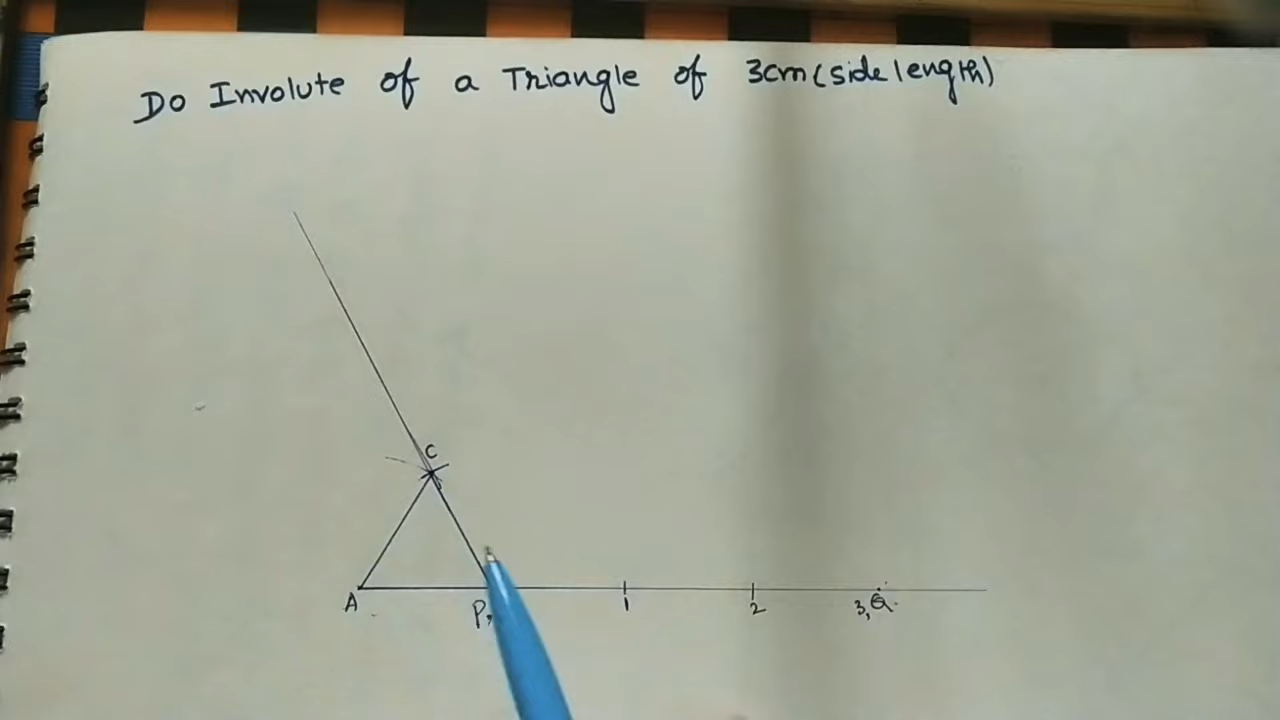 Do Involute of a Triangle of 3cm(side length)
C
A P, 1 2 3,Q.